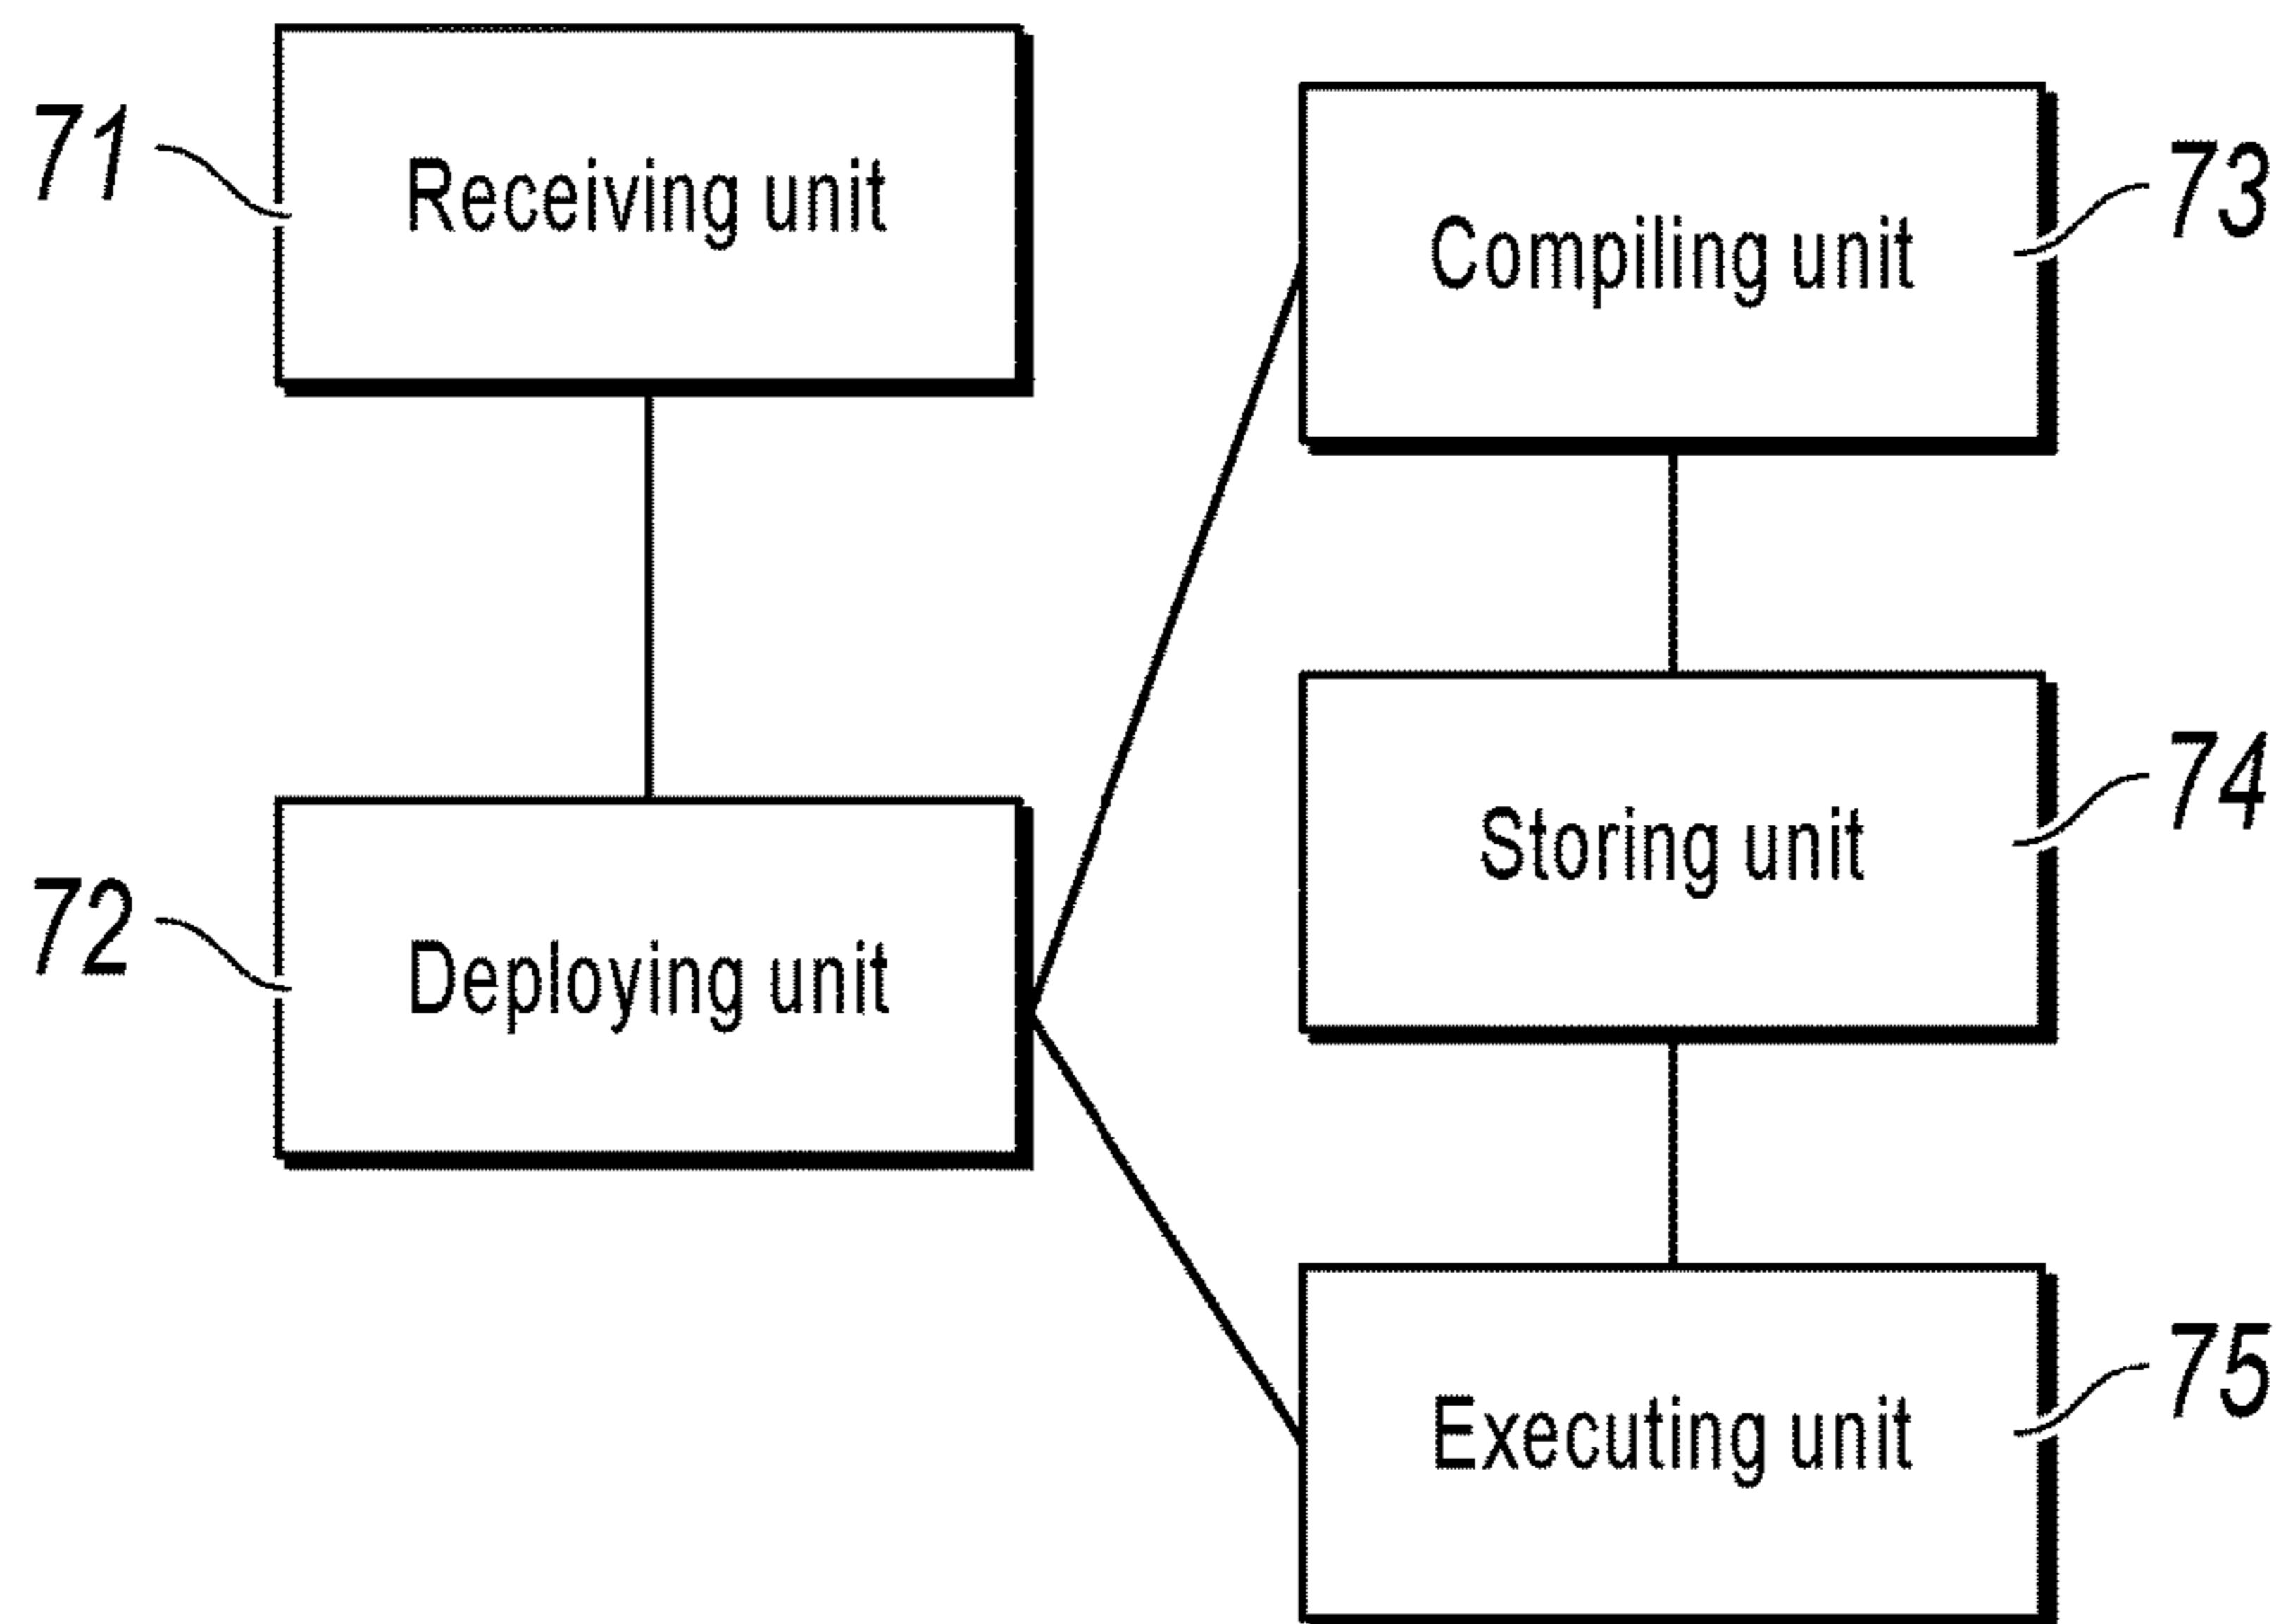 71
Receiving unit
72
Deploying unit
Compiling unit
73
Storing unit
74
Executing unit
75